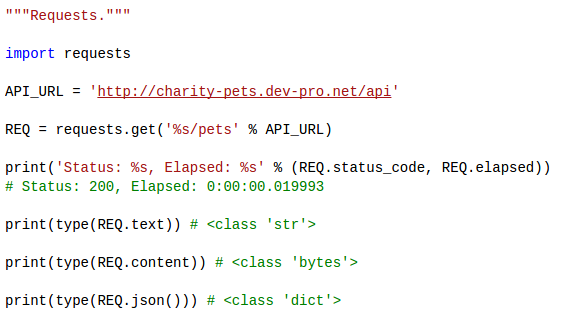 """Requests."""
import requests
API_URL = 'http://charity-pets.dev-pro.net/api'
REQ = requests.get('%s/pets' % API_URL)
print('Status: %s, Elapsed: %s' % (REQ.status_code, REQ.elapsed))
# Status: 200, Elapsed: 0:00:00.019993
print(type(REQ.text)) # <class 'str'>
print(type(REQ.content)) # <class 'bytes'>
print(type(REQ.json())) # <class 'dict'>